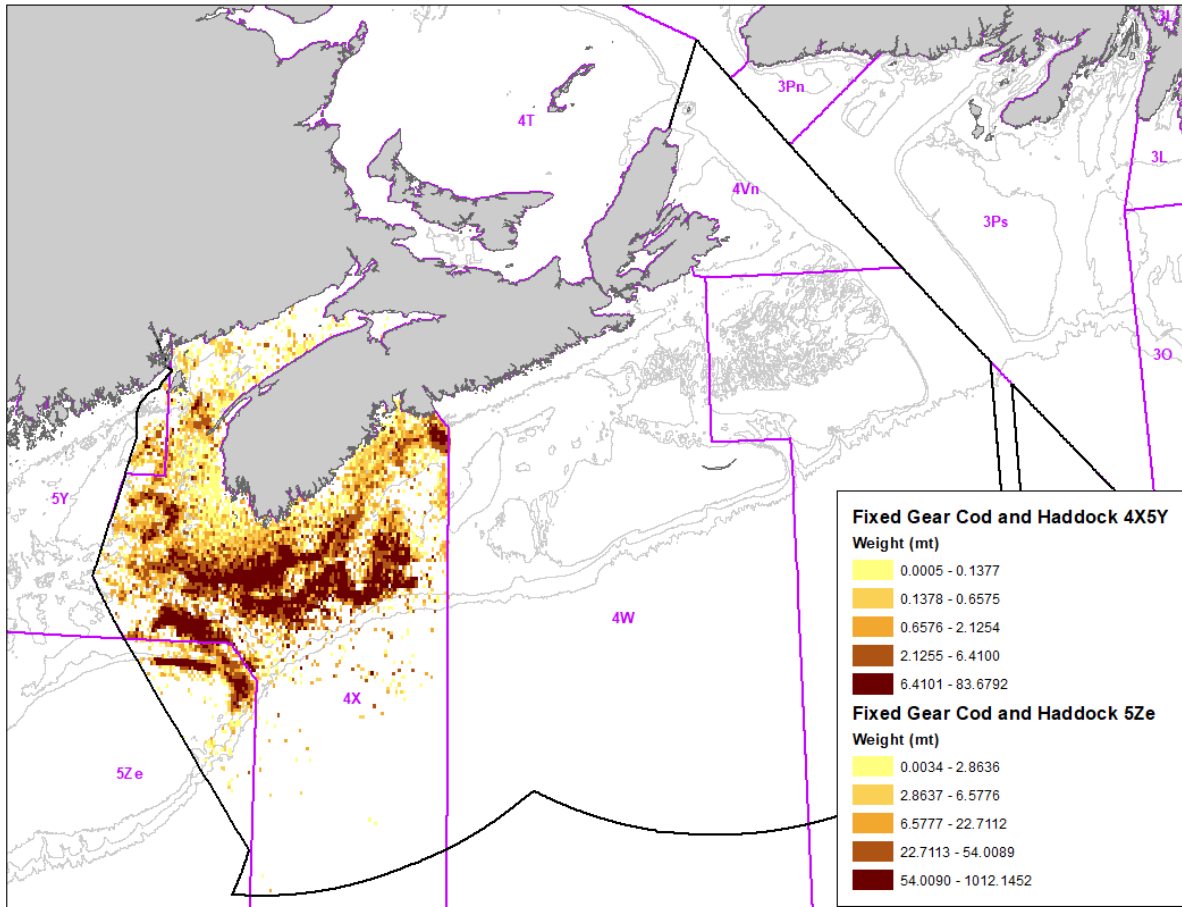 3L
3Pn
4T
4Vn
3L
3Ps
3O
5Y
4W
4X
5Ze
Fixed Gear Cod and Haddock 4X5Y
Weight (mt)
0.0005 - 0.1377
0.1378 - 0.6575
0.6576 - 2.1254
2.1255 - 6.4100
6.4101 - 83.6792
Fixed Gear Cod and Haddock 5Ze
Weight (mt)
0.0034 - 2.8636
2.8637 - 6.5776
6.5777 - 22.7112
22.7113 - 54.0089
54.0090 - 1012.1452